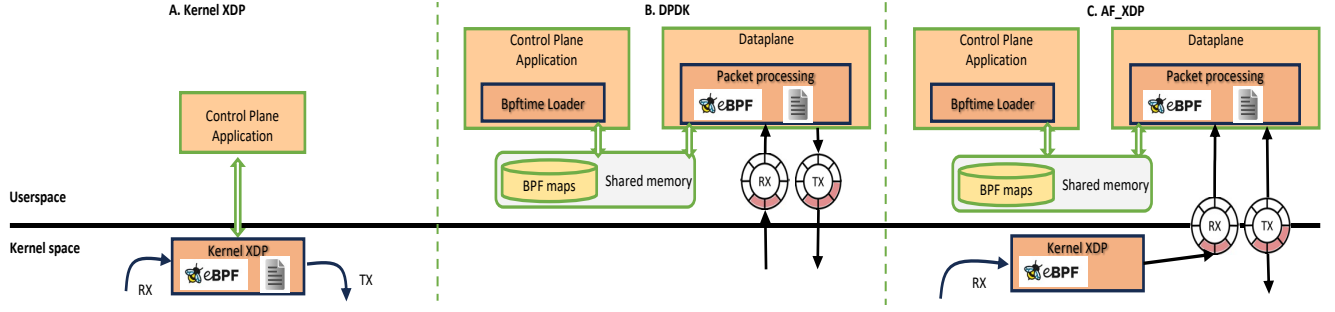 A. Kernel XDP
Control Plane
Application
Userspace
Kernel space
Kernel XDP
eBPF
RX
TX
B. DPDK
Control Plane
Application
Bpftime Loader
Dataplane
Packet processing
eBPF
BPF maps
Shared memory
RX
TX
C. AF_XDP
Control Plane
Application
Bpftime Loader
Dataplane
Packet processing
eBPF
BPF maps
Shared memory
RX
TX
Kernel XDP
eBPF
RX